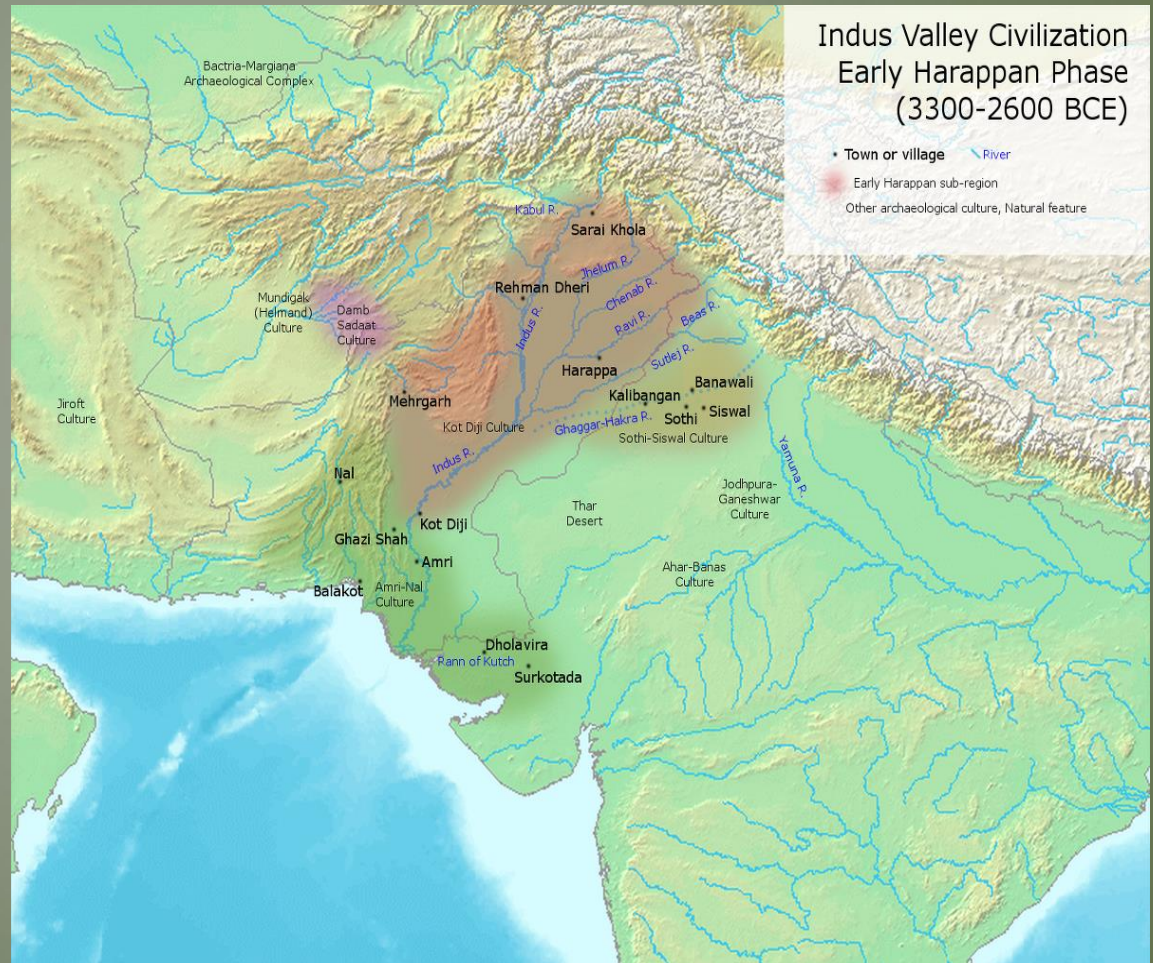 Indus Valley Civilization
Early Harappan Phase
(3300-2600 BCE)
Town or village
River
Early Harappan sub-region
Other archaeological culture, Natural feature
Bactria-Margiana
Archaeological Complex
Kabul R.
Sarai Khola
Jhelum R.
Rehman Dheri
Chenab R.
Mundigak
(Helmand)
Culture
Damb
Sadaat
Culture
Indus R.
Ravi R.
Beas R.
Sutlej R.
Harappa
Banawali
Kalibangan
Mehrgarh
Jiroft
Culture
Sothi
Siswal
Kot Diji Culture
Ghaggar-Hakra R.
Sothi-Siswal Culture
Indus R.
Yamuna R.
Nal
Jodhpura-
Ganeshwar
Culture
Thar
Desert
Kot Diji
Ghazi Shah
Amri
Ahar-Banas
Culture
Balakot
Amri-Nal
Culture
Dholavira
Rann of Kutch
Surkotada